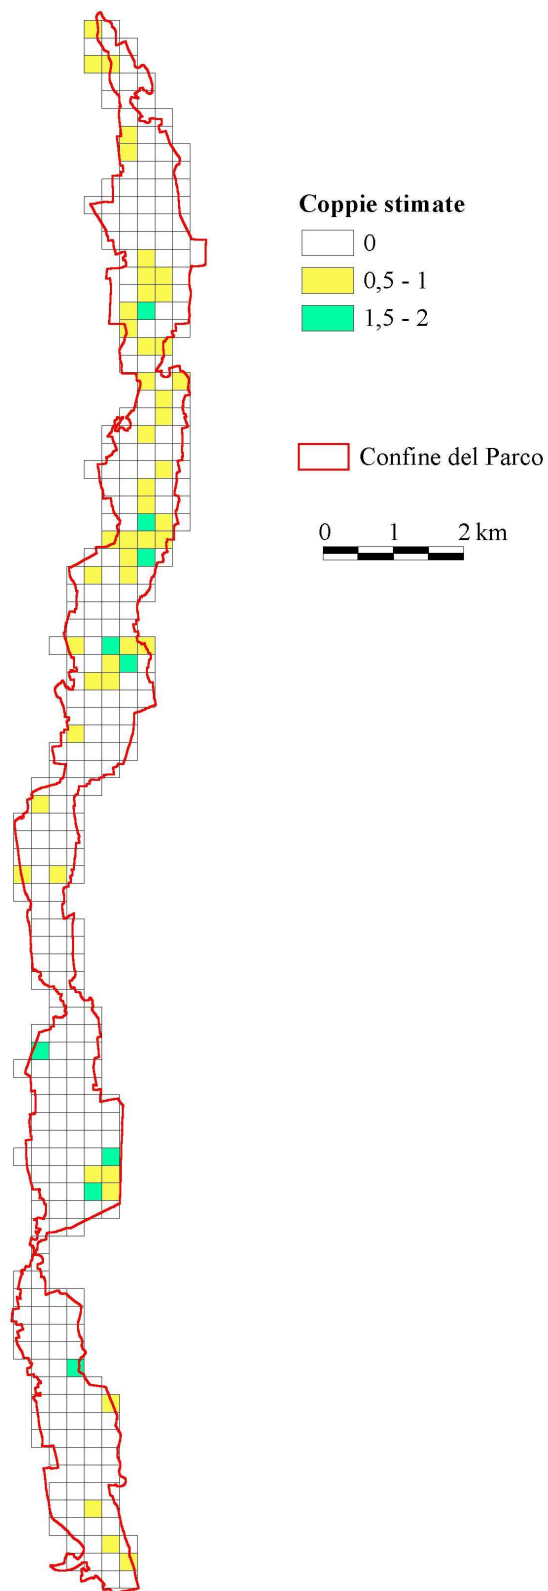 Coppie stimate
0
0,5 - 1
1,5 - 2
Confine del Parco
0 1 2 km